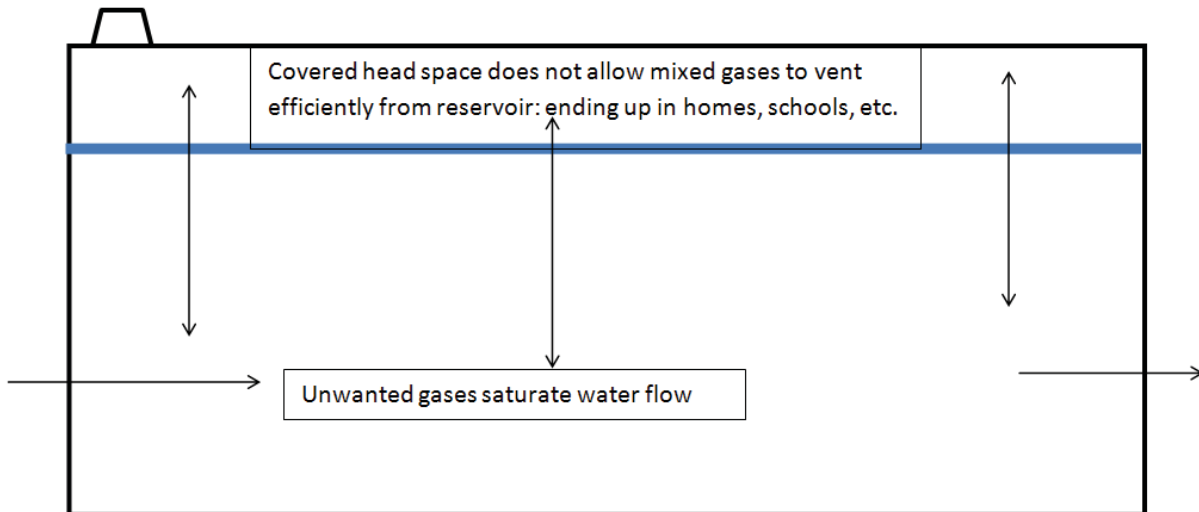 Covered head space does not allow mixed gases to vent
efficiently from reservoir: ending up in homes, schools, etc.
Unwanted gases saturate water flow